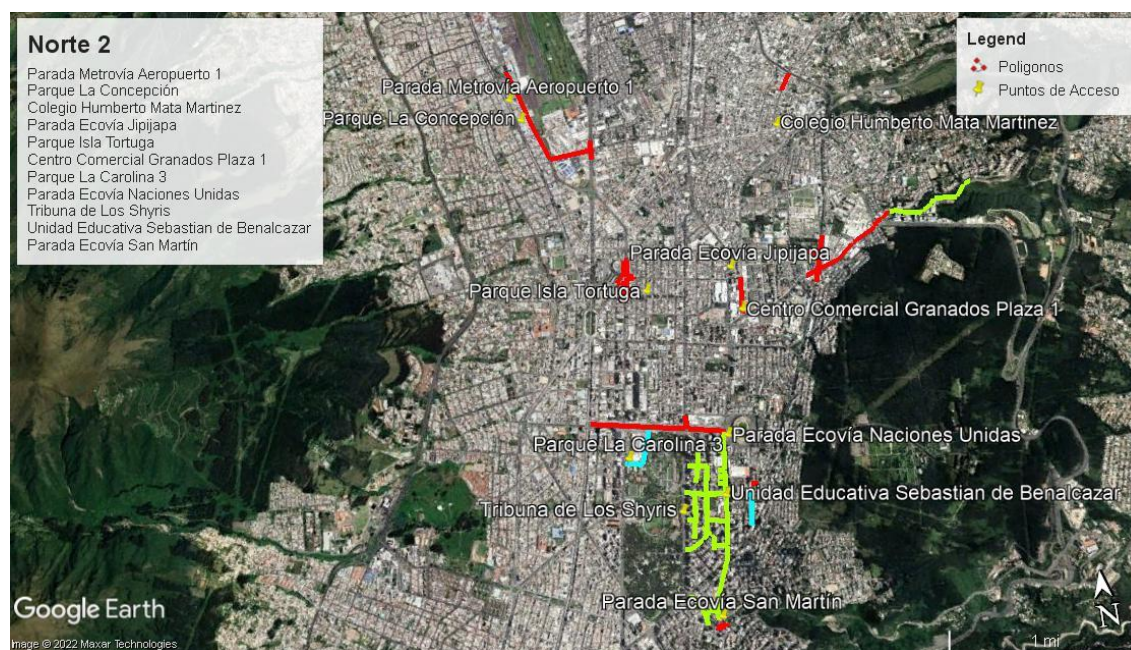 Norte 2
Parada Metrovía Aeropuerto 1
Parque La Concepción
Colegio Humberto Mata Martinez
Parada Ecovía Jipijapa
Parque Isla Tortuga
Centro Comercial Granados Plaza 1
Parque La Carolina 3
Parada Ecovía Naciones Unidas
Tribuna de Los Shyris
Unidad Educativa Sebastian de Benalcazar
Parada Ecovía San Martín
Legend
Poligonos
Puntos de Acceso
Parada Metrovía Aeropuerto 1
Parque La Concepción
Colegio Humberto Mata Martinez
Parada Ecovía Jipijapa
Parque Isla Tortuga
Centro Comercial Granados Plaza 1
Parada Ecovía Naciones Unidas
Parque La Carolina 3
Unidad Educativa Sebastian de Benalcazar
Tribuna de Los Shyris
Parada Ecovía San Martín
Google Earth
N
Image © 2022 Maxar Technologies
1 mi